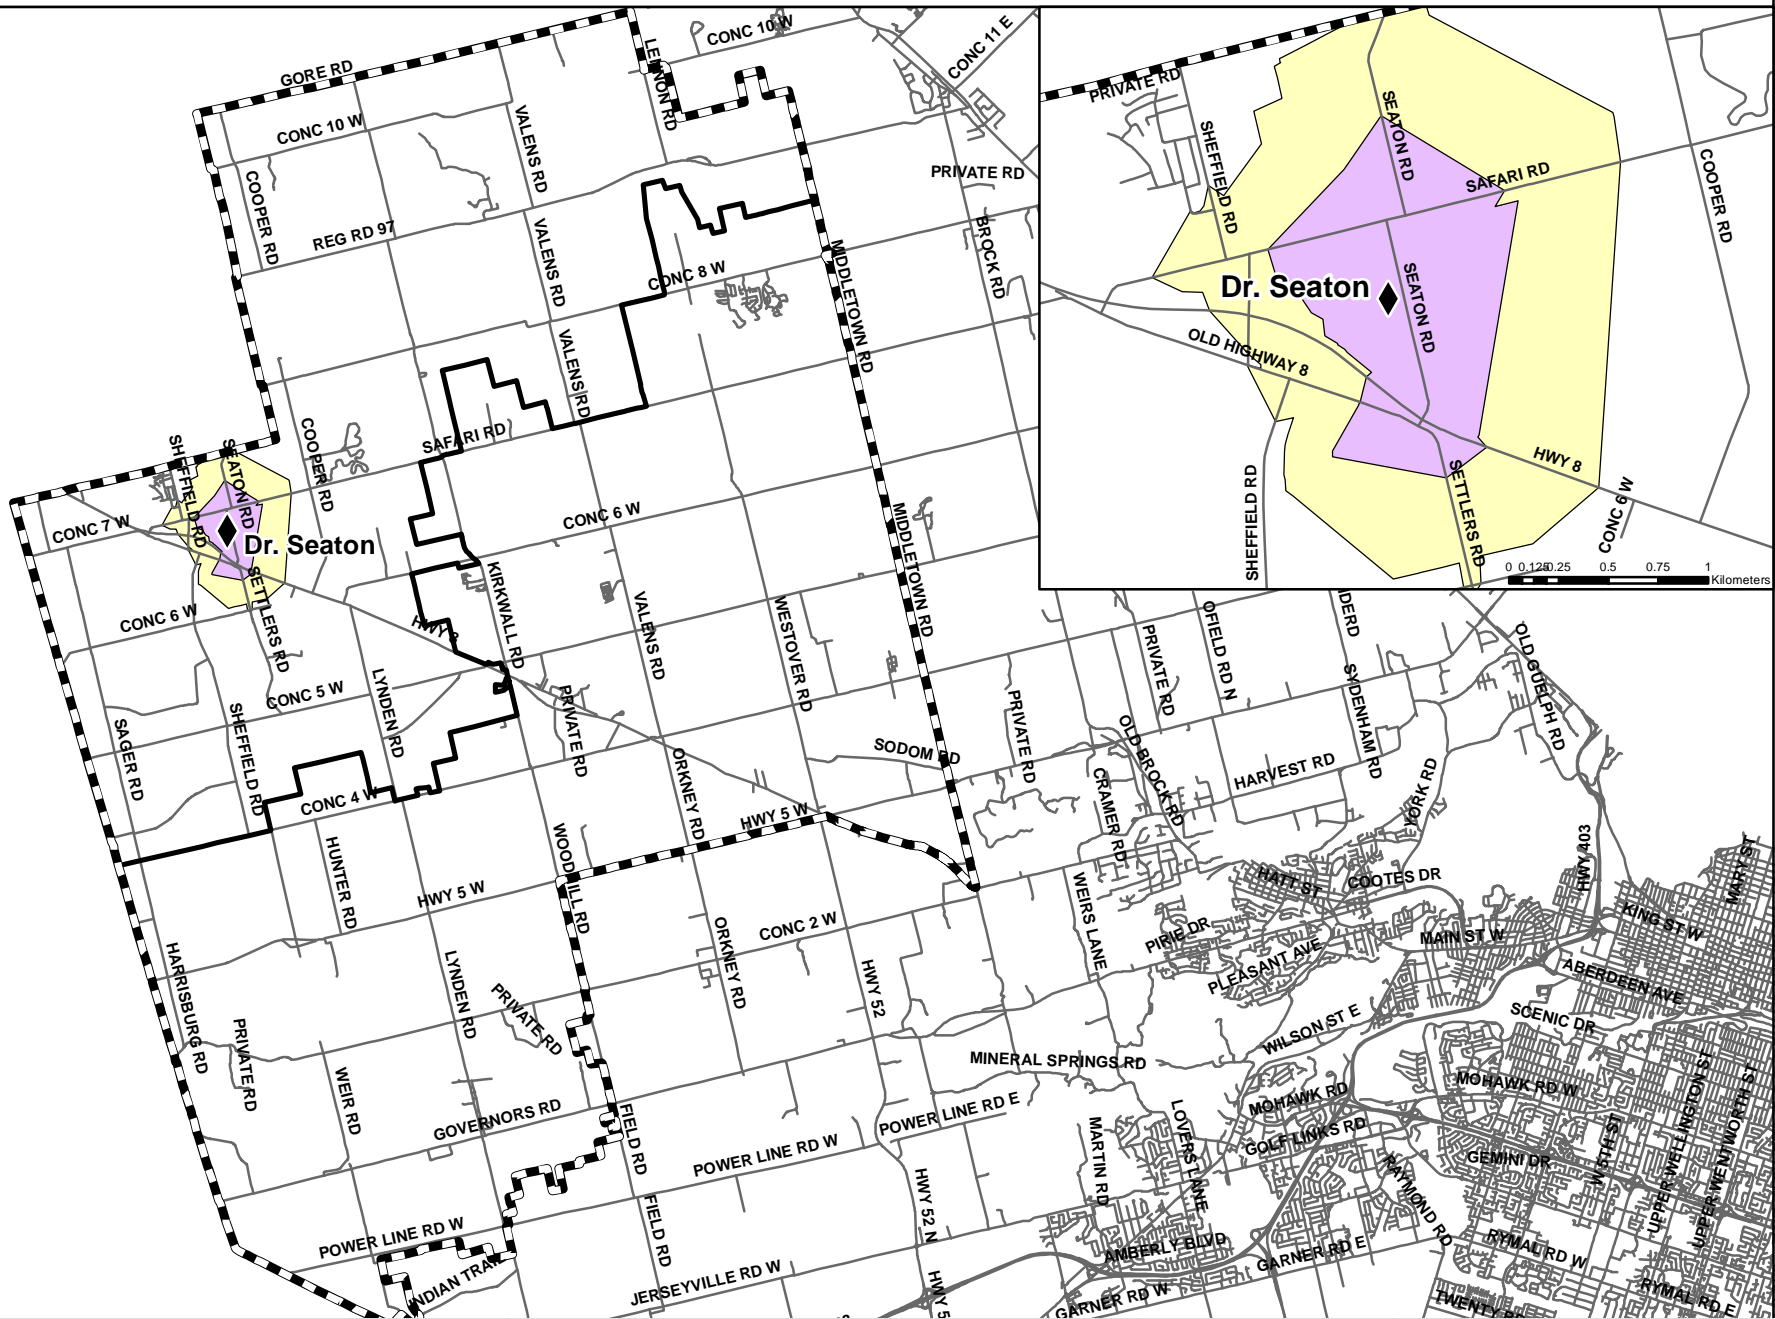 GORE RD
LENNON RD
CONC 10 W
CONC 11 E
CONC 10 W
VALENS RD
COOPER RD
REG RD 97
PRIVATE RD
VALENS RD
CONC 8 W
MIDDLETOWN RD
BROCK RD
VALENS RD
SAFARI RD
COOPER RD
SHEFFIELD RD
SEATON RD
CONC 7 W
Dr. Seaton
CONC 6 W
MIDDLETOWN RD
CONC 6 W
SETTLERS RD
HWY 8
KIRKWALL RD
VALENS RD
WESTOVER RD
CONC 5 W
LYNDEN RD
SAGER RD
SHEFFIELD RD
PRIVATE RD
ORKNEY RD
SODOM RD
PRIVATE RD
CONC 4 W
HWY 5 W
HUNTER RD
WOODHILL RD
HWY 5 W
CONC 2 W
ORKNEY RD
HWY 52
HARRISBURG RD
LYNDEN RD
PRIVATE RD
PRIVATE RD
WEIR RD
GOVERNORS RD
FIELD RD
POWER LINE RD W
POWER LINE RD E
MINERAL SPRINGS RD
POWER LINE RD W
INDIAN TRAIL
FIELD RD
JERSEYVILLE RD W
HWY 52 N
HWY 5
PRIVATE RD
OFIELD RD N
NDERD
SYDENHAM RD
OLD GUELPH RD
OLD BROCK RD
CRAMER RD
HARVEST RD
YORK RD
HWY 403
MARY ST
WEIRS LANE
HATT ST
COOTES DR
KING ST W
PIRIE DR
PLEASANT AVE
MAIN ST W
ABERDEEN AVE
SCENIC DR
WILSON ST E
MOHAWK RD
MOHAWK RD W
GOLF LINKS RD
GEMINI DR
W 5TH ST
UPPER WELLINGTON ST
UPPER WENTWORTH ST
MARTIN RD
LOVERS LANE
RAYMOND RD
AMBERLY BLVD
GARNER RD E
GARNER RD W
RYMAL RD W
RYMAL RD E
PRIVATE RD
SHEFFIELD RD
SEATON RD
SAFARI RD
COOPER RD
Dr. Seaton
SEATON RD
OLD HIGHWAY 8
HWY 8
SHEFFIELD RD
SETTLERS RD
CONC 6 W
0 0.125 0.25 0.5 0.75 1
Kilometers